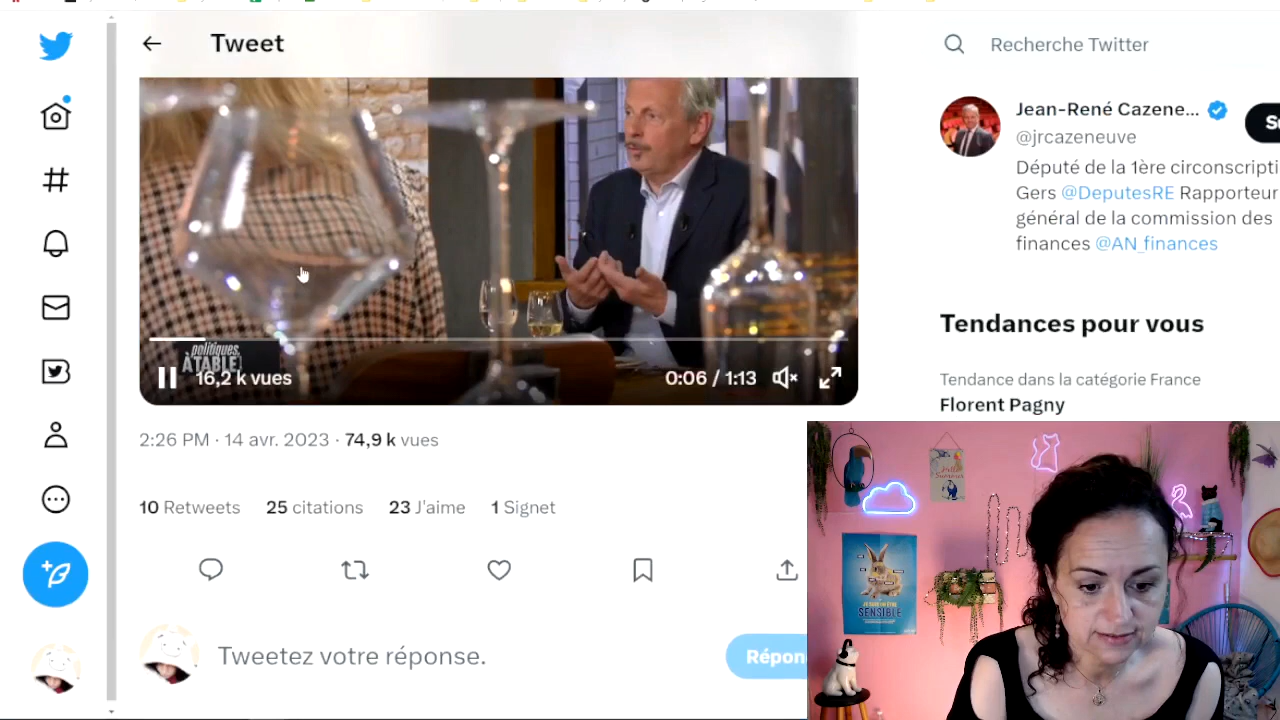 Tweet
Recherche Twitter
Jean-René Cazene...
@jrcazeneuve
Député de la 1ère circonscripti
Gers @DeputesRE Rapporteur
général de la commission des
finances @AN_finances
politiques
À TABLE
16,2 k vues
0:06 / 1:13
Tendances pour vous
Tendance dans la catégorie France
Florent Pagny
2:26 PM · 14 avr. 2023 · 74,9 k vues
10 Retweets 25 citations 23 J'aime 1 Signet
Tweetez votre réponse.
Répon
SENSIBLE